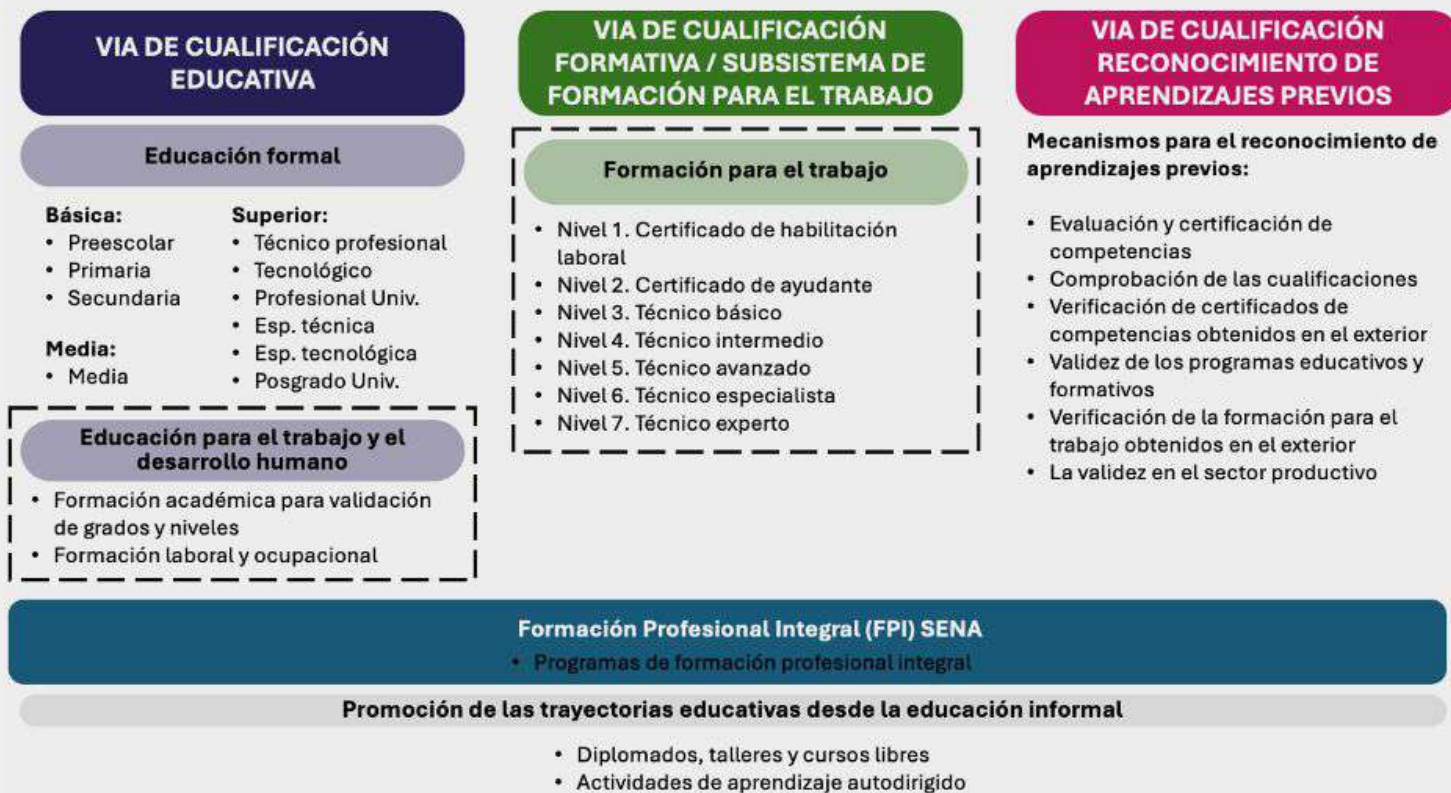 VIA DE CUALIFICACIÓN
EDUCATIVA
Educación formal
Básica:
• Preescolar
• Primaria
• Secundaria
Media:
• Media
Superior:
• Técnico profesional
• Tecnológico
• Profesional Univ.
• Esp. técnica
• Esp. tecnológica
• Posgrado Univ.
Educación para el trabajo y el
desarrollo humano
• Formación académica para validación
de grados y niveles
• Formación laboral y ocupacional
VIA DE CUALIFICACIÓN
FORMATIVA / SUBSISTEMA DE
FORMACIÓN PARA EL TRABAJO
Formación para el trabajo
• Nivel 1. Certificado de habilitación
laboral
• Nivel 2. Certificado de ayudante
• Nivel 3. Técnico básico
• Nivel 4. Técnico intermedio
• Nivel 5. Técnico avanzado
• Nivel 6. Técnico especialista
• Nivel 7. Técnico experto
VIA DE CUALIFICACIÓN
RECONOCIMIENTO DE
APRENDIZAJES PREVIOS
Mecanismos para el reconocimiento de
aprendizajes previos:
• Evaluación y certificación de
competencias
• Comprobación de las cualificaciones
• Verificación de certificados de
competencias obtenidos en el exterior
• Validez de los programas educativos y
formativos
• Verificación de la formación para el
trabajo obtenidos en el exterior
• La validez en el sector productivo
Formación Profesional Integral (FPI) SENA
• Programas de formación profesional integral
Promoción de las trayectorias educativas desde la educación informal
• Diplomados, talleres y cursos libres
• Actividades de aprendizaje autodirigido